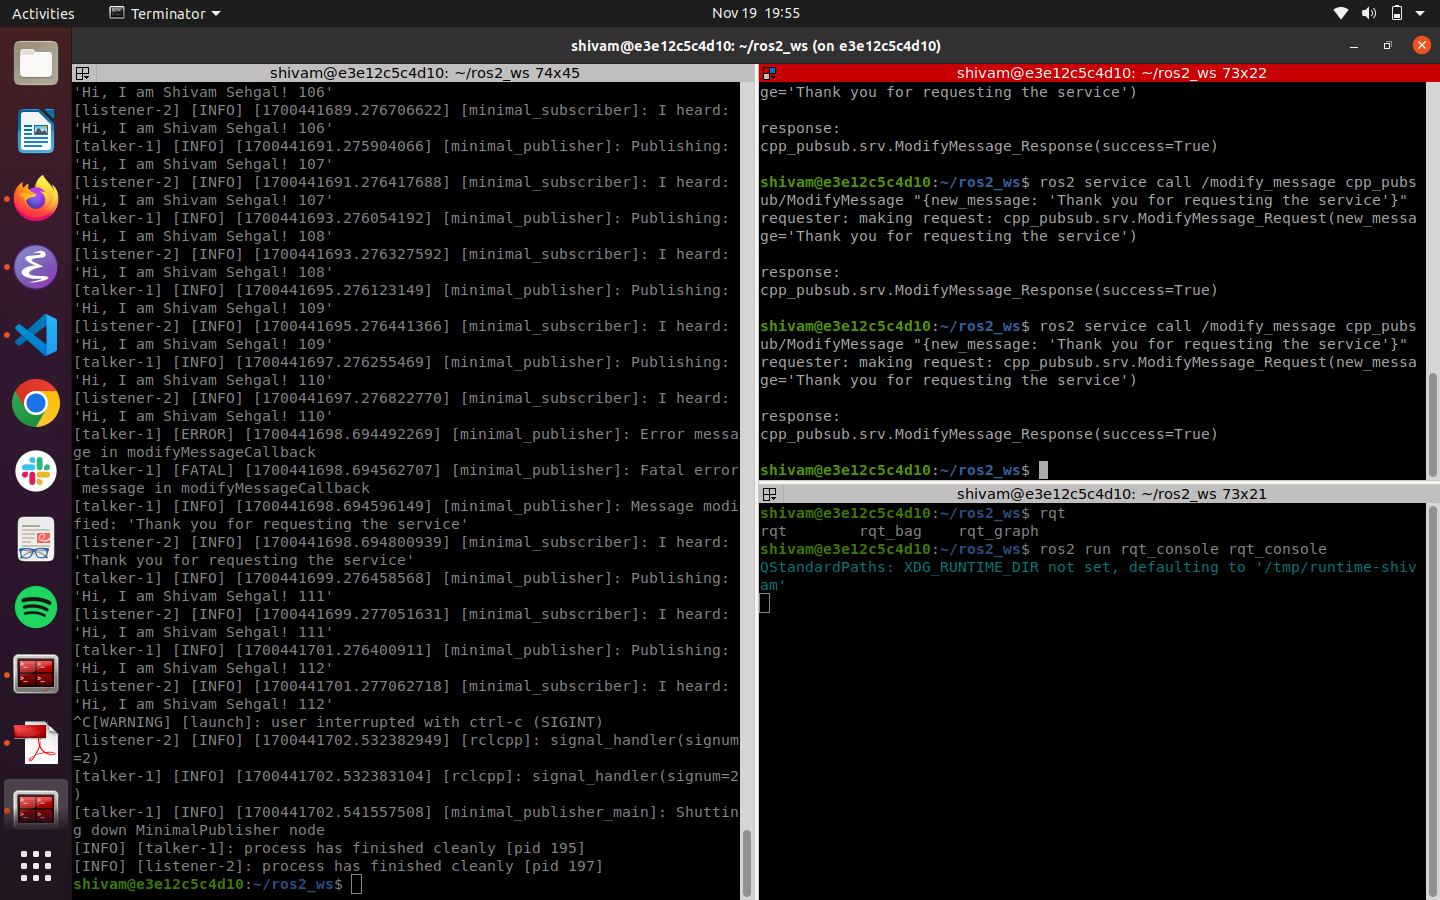 Activities
Terminator
Nov 19 19:55
shivam@e3e12c5c4d10: ~/ros2_ws (on e3e12c5c4d10)
shivam@e3e12c5c4d10: ~/ros2_ws 74x45
'Hi, I am Shivam Sehgal! 106'
[listener-2] [INFO] [1700441689.276706622] [minimal_subscriber]: I heard:
'Hi, I am Shivam Sehgal! 106'
[talker-1] [INFO] [1700441691.275904066] [minimal_publisher]: Publishing:
'Hi, I am Shivam Sehgal! 107'
[listener-2] [INFO] [1700441691.276417688] [minimal_subscriber]: I heard:
'Hi, I am Shivam Sehgal! 107'
[talker-1] [INFO] [1700441693.276054192] [minimal_publisher]: Publishing:
'Hi, I am Shivam Sehgal! 108'
[listener-2] [INFO] [1700441693.276327592] [minimal_subscriber]: I heard:
'Hi, I am Shivam Sehgal! 108'
[talker-1] [INFO] [1700441695.276123149] [minimal_publisher]: Publishing:
'Hi, I am Shivam Sehgal! 109'
[listener-2] [INFO] [1700441695.276441366] [minimal_subscriber]: I heard:
'Hi, I am Shivam Sehgal! 109'
[talker-1] [INFO] [1700441697.276255469] [minimal_publisher]: Publishing:
'Hi, I am Shivam Sehgal! 110'
[listener-2] [INFO] [1700441697.276822770] [minimal_subscriber]: I heard:
'Hi, I am Shivam Sehgal! 110'
[talker-1] [ERROR] [1700441698.694492269] [minimal_publisher]: Error messa
ge in modifyMessageCallback
[talker-1] [FATAL] [1700441698.694562707] [minimal_publisher]: Fatal error
 message in modifyMessageCallback
[talker-1] [INFO] [1700441698.694596149] [minimal_publisher]: Message modi
fied: 'Thank you for requesting the service'
[listener-2] [INFO] [1700441698.694800939] [minimal_subscriber]: I heard:
'Thank you for requesting the service'
[talker-1] [INFO] [1700441699.276458568] [minimal_publisher]: Publishing:
'Hi, I am Shivam Sehgal! 111'
[listener-2] [INFO] [1700441699.277051631] [minimal_subscriber]: I heard:
'Hi, I am Shivam Sehgal! 111'
[talker-1] [INFO] [1700441701.276400911] [minimal_publisher]: Publishing:
'Hi, I am Shivam Sehgal! 112'
[listener-2] [INFO] [1700441701.277062718] [minimal_subscriber]: I heard:
'Hi, I am Shivam Sehgal! 112'
^C[WARNING] [launch]: user interrupted with ctrl-c (SIGINT)
[listener-2] [INFO] [1700441702.532382949] [rclcpp]: signal_handler(signum
=2)
[talker-1] [INFO] [1700441702.532383104] [rclcpp]: signal_handler(signum=2
)
[talker-1] [INFO] [1700441702.541557508] [minimal_publisher_main]: Shuttin
g down MinimalPublisher node
[INFO] [talker-1]: process has finished cleanly [pid 195]
[INFO] [listener-2]: process has finished cleanly [pid 197]
shivam@e3e12c5c4d10:~/ros2_ws$
shivam@e3e12c5c4d10: ~/ros2_ws 73x22
ge='Thank you for requesting the service')
response:
cpp_pubsub.srv.ModifyMessage_Response(success=True)
shivam@e3e12c5c4d10:~/ros2_ws$ ros2 service call /modify_message cpp_pubs
ub/ModifyMessage "{new_message: 'Thank you for requesting the service'}"
requester: making request: cpp_pubsub.srv.ModifyMessage_Request(new_messa
ge='Thank you for requesting the service')
response:
cpp_pubsub.srv.ModifyMessage_Response(success=True)
shivam@e3e12c5c4d10:~/ros2_ws$ ros2 service call /modify_message cpp_pubs
ub/ModifyMessage "{new_message: 'Thank you for requesting the service'}"
requester: making request: cpp_pubsub.srv.ModifyMessage_Request(new_messa
ge='Thank you for requesting the service')
response:
cpp_pubsub.srv.ModifyMessage_Response(success=True)
shivam@e3e12c5c4d10:~/ros2_ws$
shivam@e3e12c5c4d10: ~/ros2_ws 73x21
shivam@e3e12c5c4d10:~/ros2_ws$ rqt
rqt rqt_bag rqt_graph
shivam@e3e12c5c4d10:~/ros2_ws$ ros2 run rqt_console rqt_console
QStandardPaths: XDG_RUNTIME_DIR not set, defaulting to '/tmp/runtime-shiv
am'